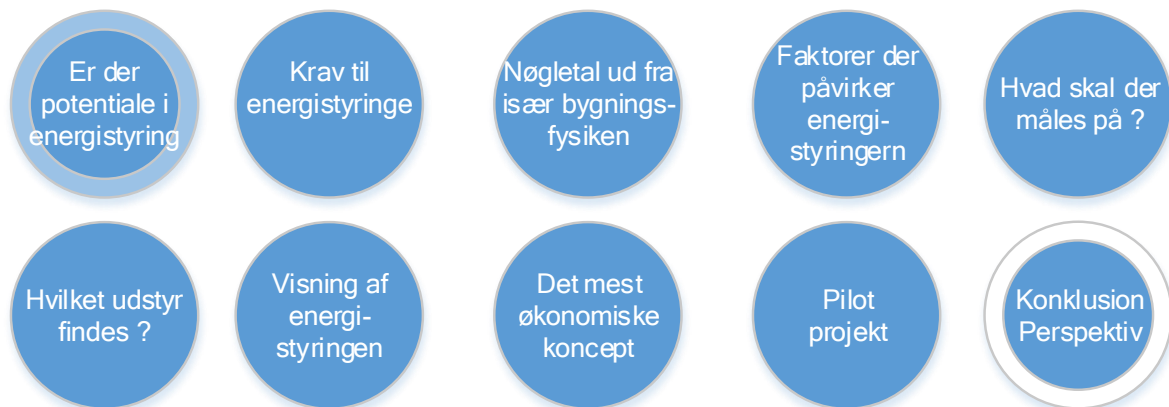 Er der
potentiale i
energistyring
Krav til
energistyringe
Nøgletal ud fra
især bygnings-
fysiken
Faktorer der
påvirker
energi-
styringern
Hvad skal der
måles på ?
Hvilket udstyr
findes ?
Visning af
energi-
styringen
Det mest
økonomiske
koncept
Pilot
projekt
Konklusion
Perspektiv